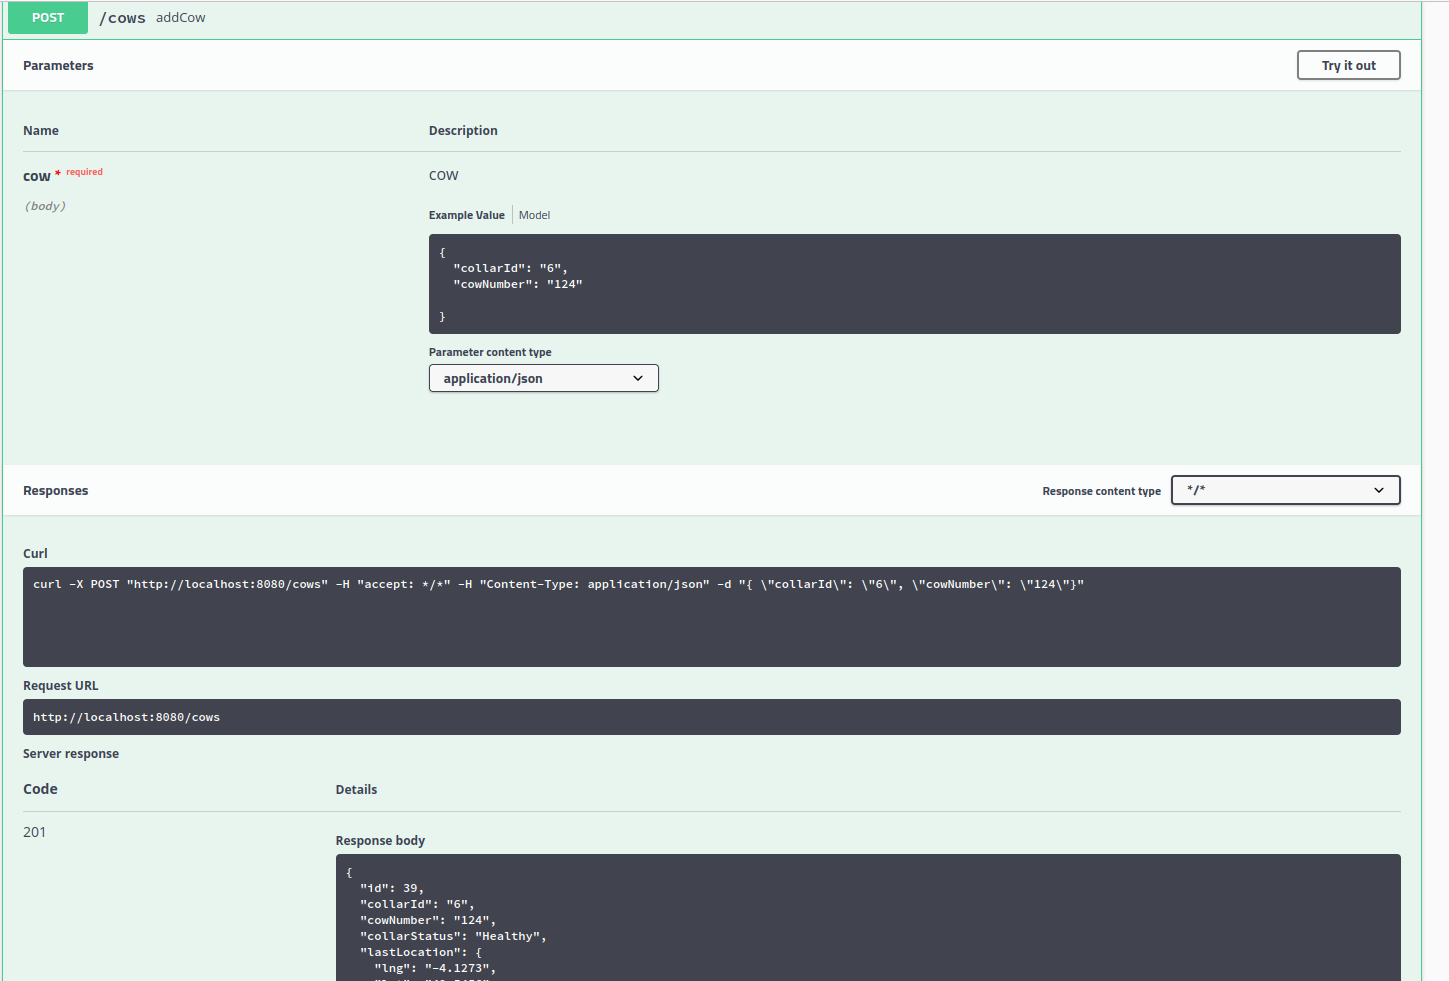 POST /cows addCow
Parameters
Try it out
Name Description
cow * required
(body)
COW
Example Value Model
{
  "collarId": "6",
  "cowNumber": "124"

}
Parameter content type
application/json
Responses
Response content type */*
Curl
curl -X POST "http://localhost:8080/cows" -H "accept: */*" -H "Content-Type: application/json" -d "{ \"collarId\": \"6\", \"cowNumber\": \"124\"}"
Request URL
http://localhost:8080/cows
Server response
Code Details
201
Response body
{
  "id": 39,
  "collarId": "6",
  "cowNumber": "124",
  "collarStatus": "Healthy",
  "lastLocation": {
    "lng": "-4.1273",